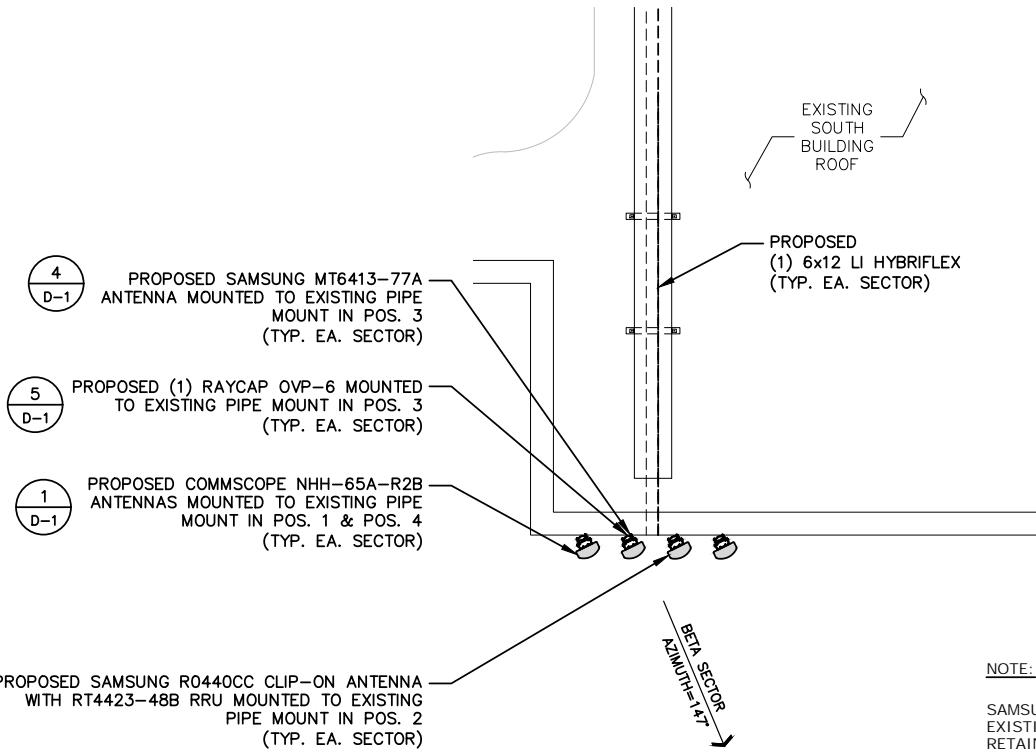 EXISTING
SOUTH
BUILDING
ROOF
PROPOSED
(1) 6x12 LI HYBRIFLEX
(TYP. EA. SECTOR)
4
D-1
PROPOSED SAMSUNG MT6413-77A
ANTENNA MOUNTED TO EXISTING PIPE
MOUNT IN POS. 3
(TYP. EA. SECTOR)
5
D-1
PROPOSED (1) RAYCAP OVP-6 MOUNTED
TO EXISTING PIPE MOUNT IN POS. 3
(TYP. EA. SECTOR)
1
D-1
PROPOSED COMMSCOPE NHH-65A-R2B
ANTENNAS MOUNTED TO EXISTING PIPE
MOUNT IN POS. 1 & POS. 4
(TYP. EA. SECTOR)
PROPOSED SAMSUNG RO440CC CLIP-ON ANTENNA
WITH RT4423-48B RRU MOUNTED TO EXISTING
PIPE MOUNT IN POS. 2
(TYP. EA. SECTOR)
BETA SECTOR
AZIMUTH=147°
NOTE: